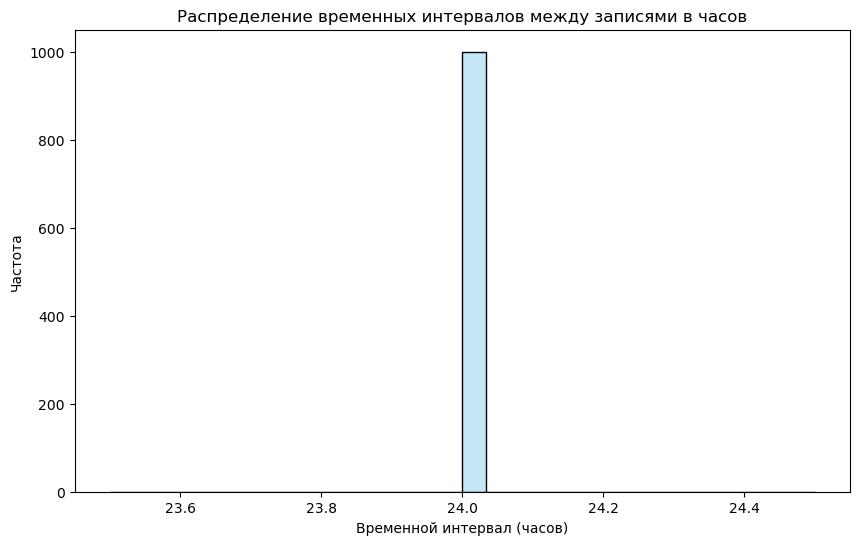 Распределение временных интервалов между записями в часов
1000
800
600
400
200
0
Частота
23.6 23.8 24.0 24.2 24.4
Временной интервал (часов)